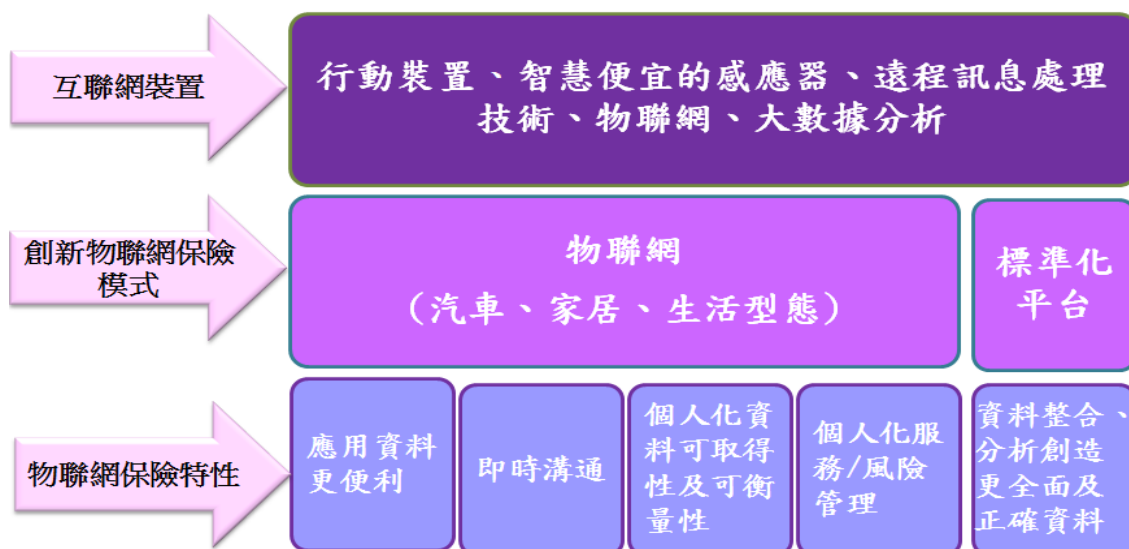 互聯網裝置
行動裝置、智慧便宜的感應器、遠程訊息處理
技術、物聯網、大數據分析
創新物聯網保險
模式
物聯網
（汽車、家居、生活型態）
標準化
平台
物聯網保險特性
應用資料
更便利
即時溝通
個人化資
料可取得
性及可衡
量性
個人化服
務/風險
管理
資料整合、
分析創造
更全面及
正確資料